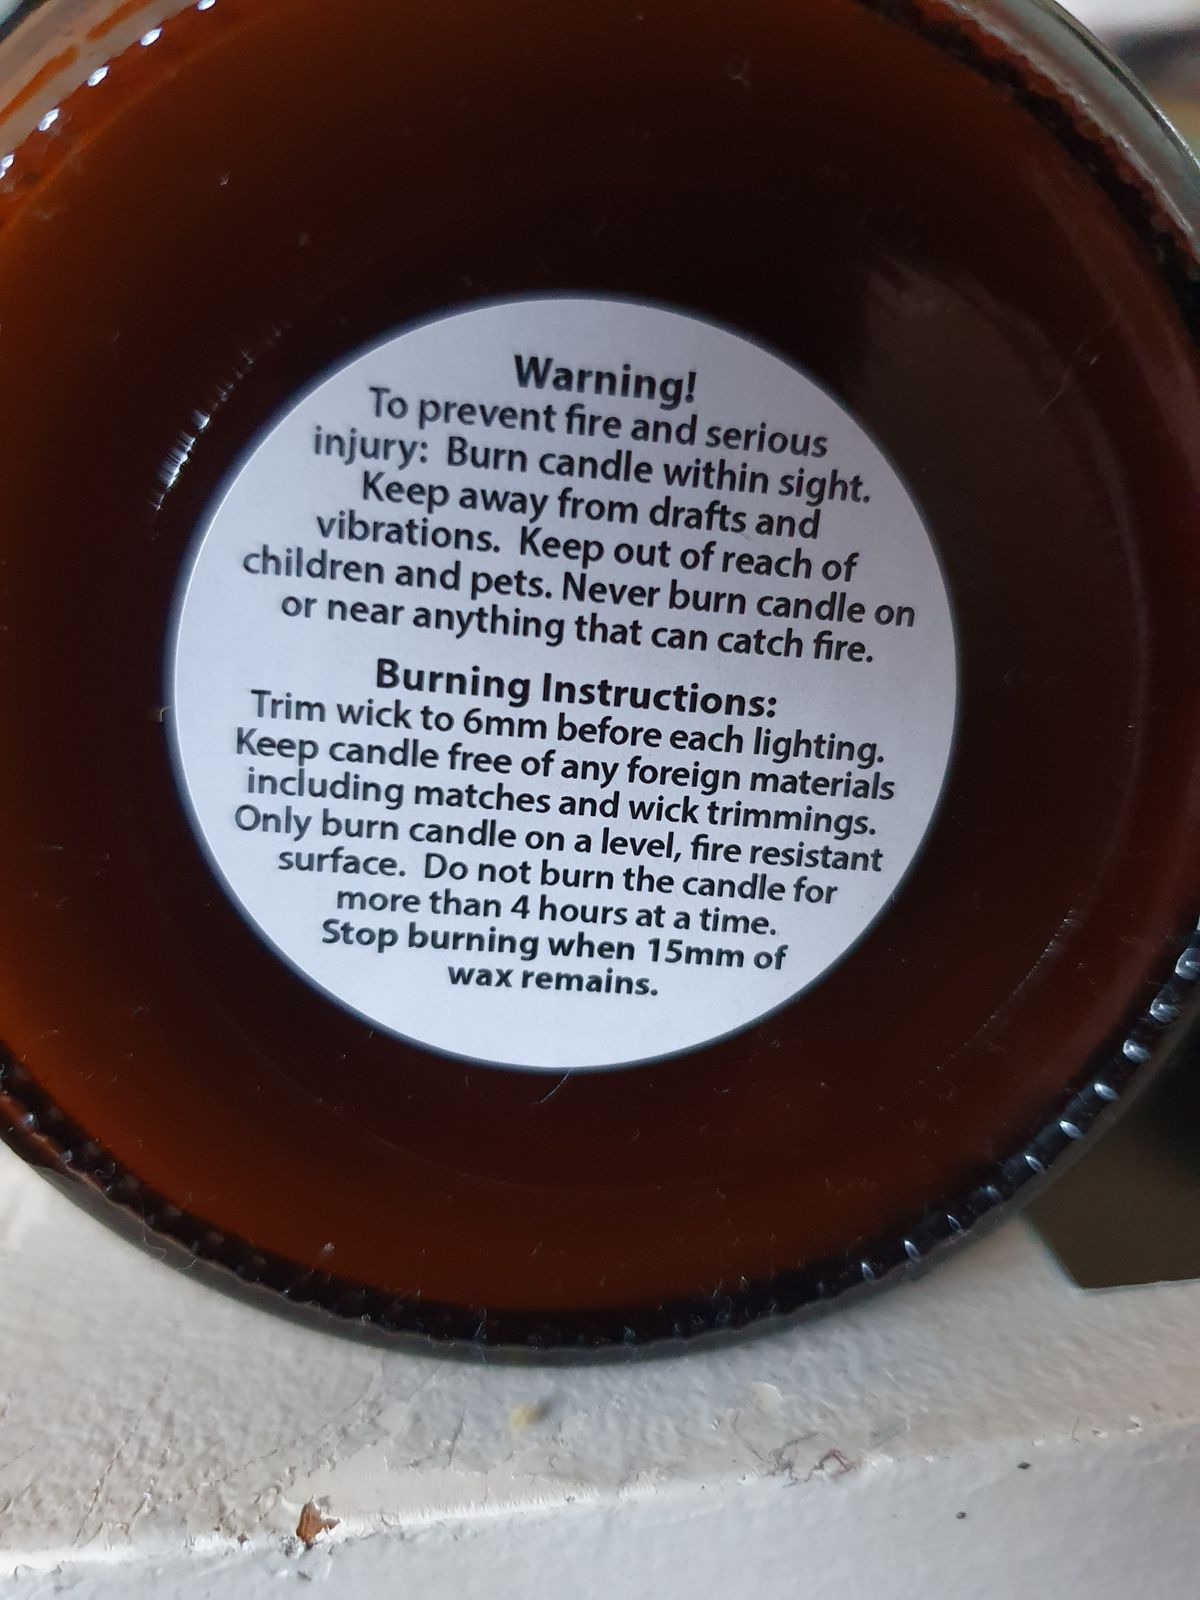 Warning!
To prevent fire and serious
injury:  Burn candle within sight.
Keep away from drafts and
vibrations.  Keep out of reach of
children and pets. Never burn candle on
or near anything that can catch fire.
Burning Instructions:
Trim wick to 6mm before each lighting.
Keep candle free of any foreign materials
including matches and wick trimmings.
Only burn candle on a level, fire resistant
surface.  Do not burn the candle for
more than 4 hours at a time.
Stop burning when 15mm of
wax remains.